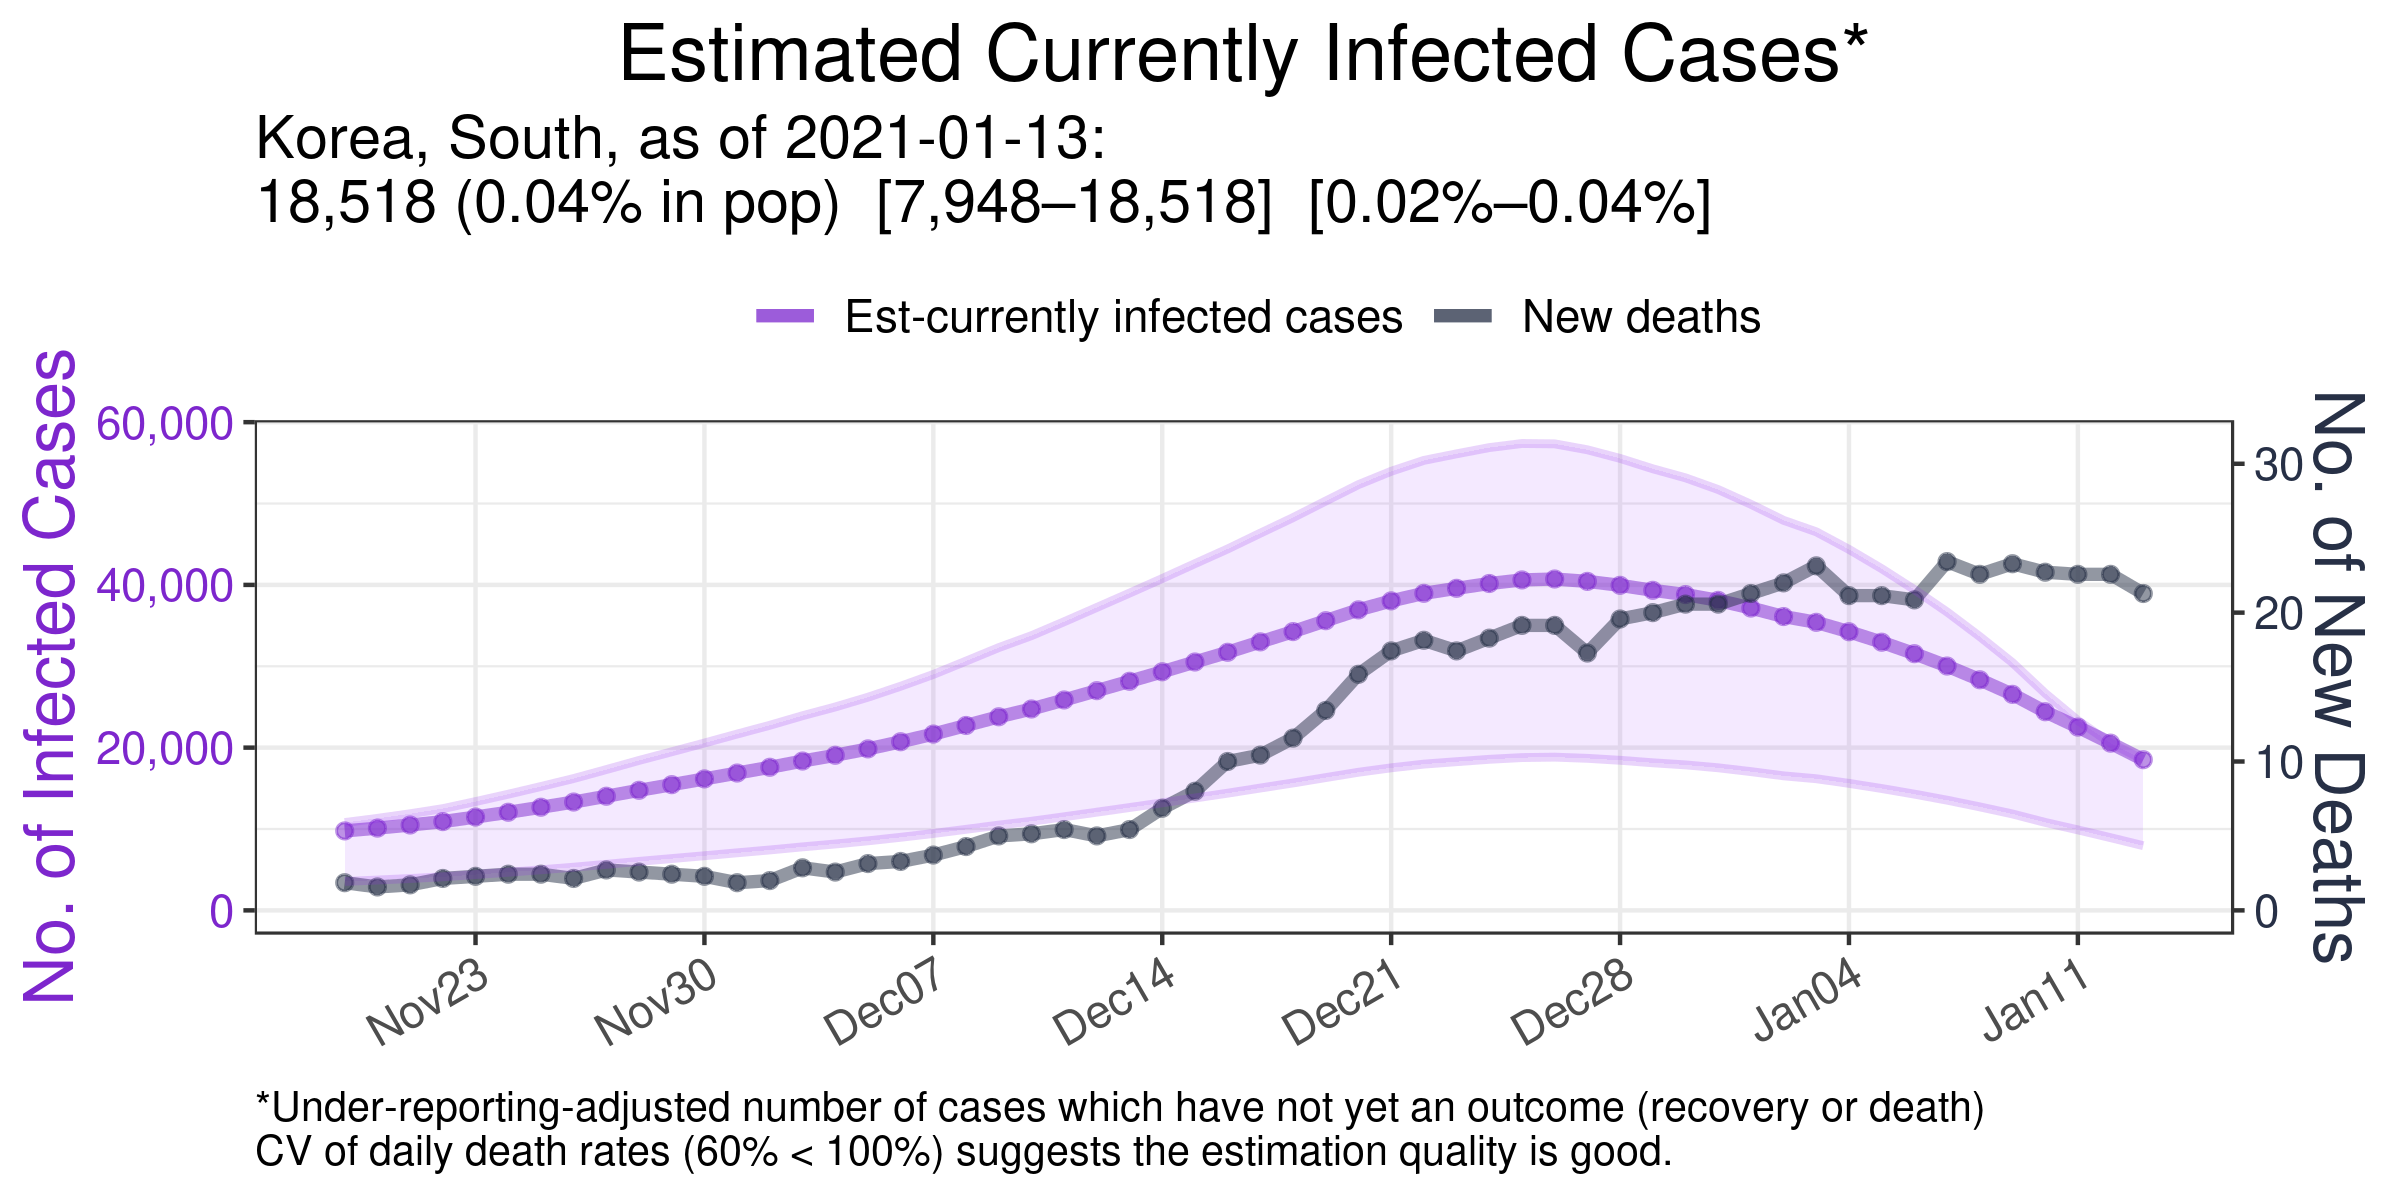 Estimated Currently Infected Cases*
Korea, South, as of 2021-01-13:
18,518 (0.04% in pop)  [7,948–18,518]  [0.02%–0.04%]
Est-currently infected cases
New deaths
No. of Infected Cases
60,000
40,000
20,000
0
30
20
10
0
No. of New Deaths
Nov23
Nov30
Dec07
Dec14
Dec21
Dec28
Jan04
Jan11
*Under-reporting-adjusted number of cases which have not yet an outcome (recovery or death)
CV of daily death rates (60% < 100%) suggests the estimation quality is good.